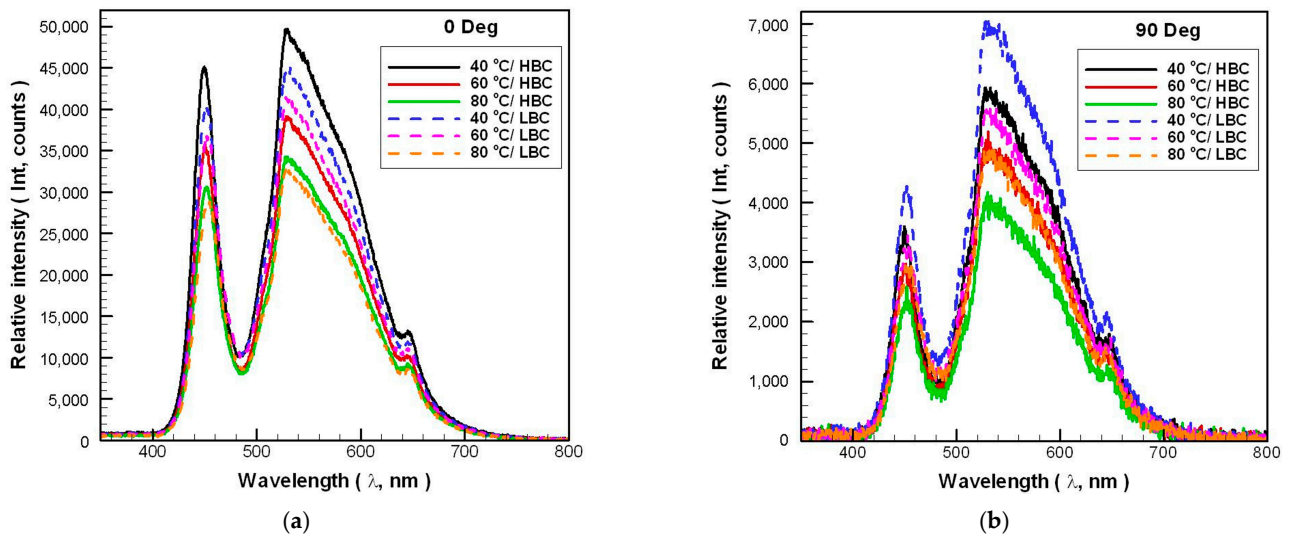 0 Deg
40 °C/ HBC
60 °C/ HBC
80 °C/ HBC
40 °C/ LBC
60 °C/ LBC
80 °C/ LBC
Relative intensity ( Int, counts)
50,000
45,000
40,000
35,000
30,000
25,000
20,000
15,000
10,000
5,000
0
400
500
600
700
800
Wavelength ( λ, nm )
(a)
90 Deg
40 °C/ HBC
60 °C/ HBC
80 °C/ HBC
40 °C/ LBC
60 °C/ LBC
80 °C/ LBC
Relative intensity ( Int, counts)
7,000
6,000
5,000
4,000
3,000
2,000
1,000
0
400
500
600
700
800
Wavelength ( λ, nm )
(b)